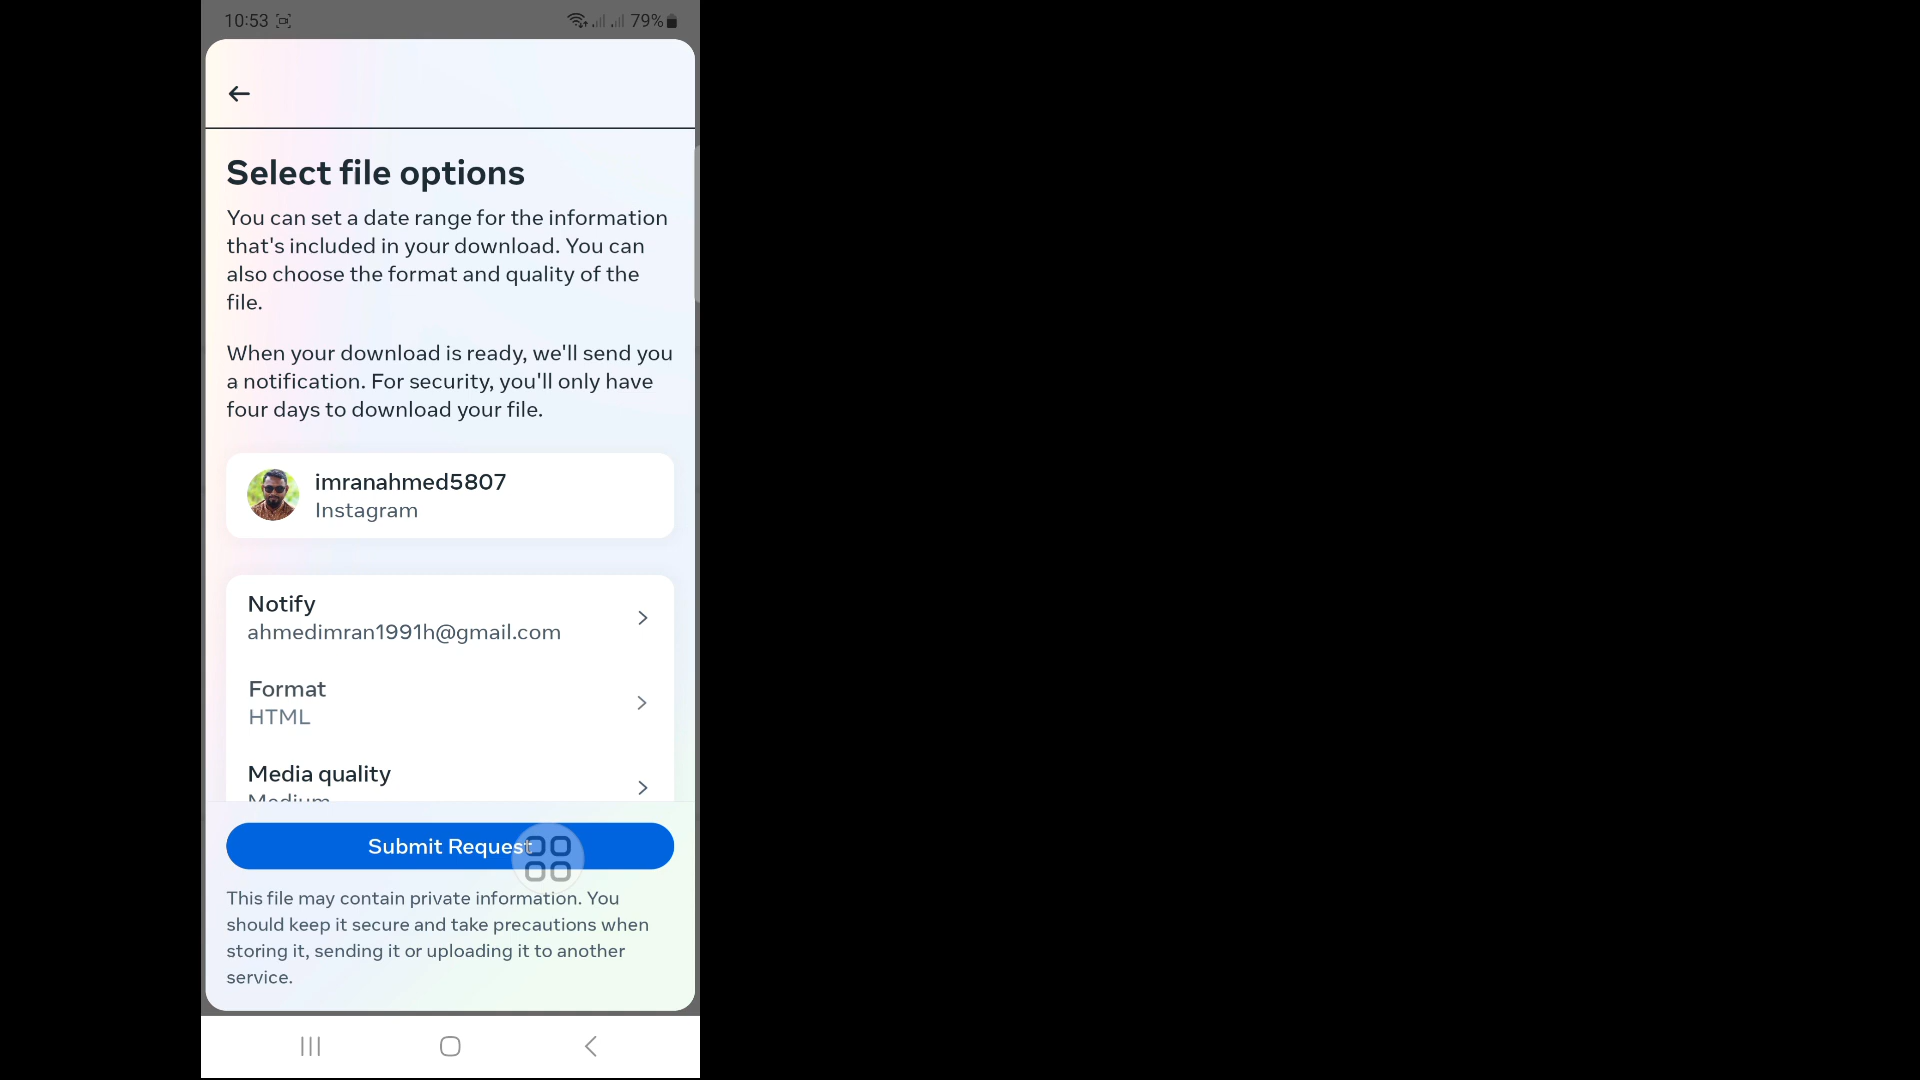 10:53
79%
Select file options
You can set a date range for the information
that's included in your download. You can
also choose the format and quality of the
file.
When your download is ready, we'll send you
a notification. For security, you'll only have
four days to download your file.
imranahmed5807
Instagram
Notify
ahmedimran1991h@gmail.com
Format
HTML
Media quality
Medium
Submit Request
This file may contain private information. You
should keep it secure and take precautions when
storing it, sending it or uploading it to another
service.